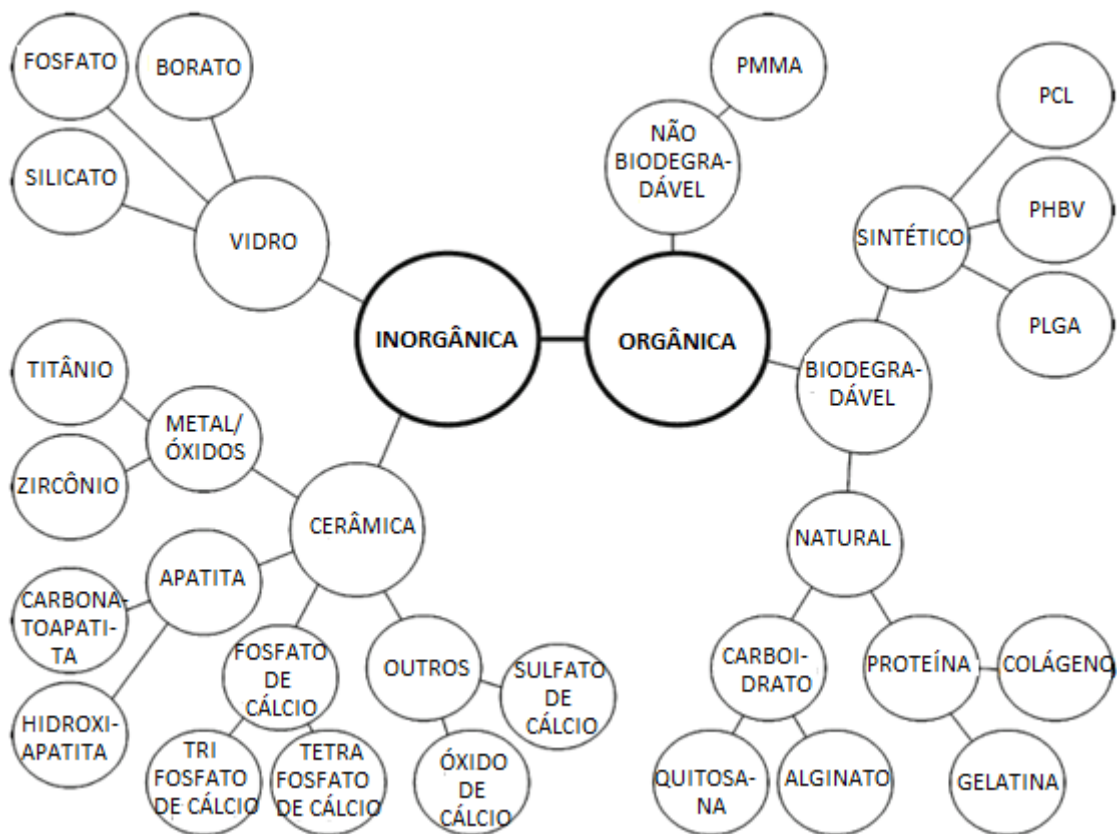 FOSFATO
BORATO
SILICATO
VIDRO
PMMA
NÃO
BIODEGRA-
DÁVEL
PCL
PHBV
SINTÉTICO
PLGA
INORGÂNICA
ORGÂNICA
BIODEGRA-
DÁVEL
TITÂNIO
METAL/
ÓXIDOS
ZIRCÔNIO
CERÂMICA
APATITA
CARBONA-
TOAPATI-
TA
HIDROXI-
APATITA
FOSFATO
DE
CÁLCIO
TRI
FOSFATO
DE CÁLCIO
TETRA
FOSFATO
DE CÁLCIO
OUTROS
SULFATO
DE
CÁLCIO
ÓXIDO
DE
CÁLCIO
NATURAL
CARBOI-
DRATO
PROTEÍNA
COLÁGENO
QUITOSA-
NA
ALGINATO
GELATINA